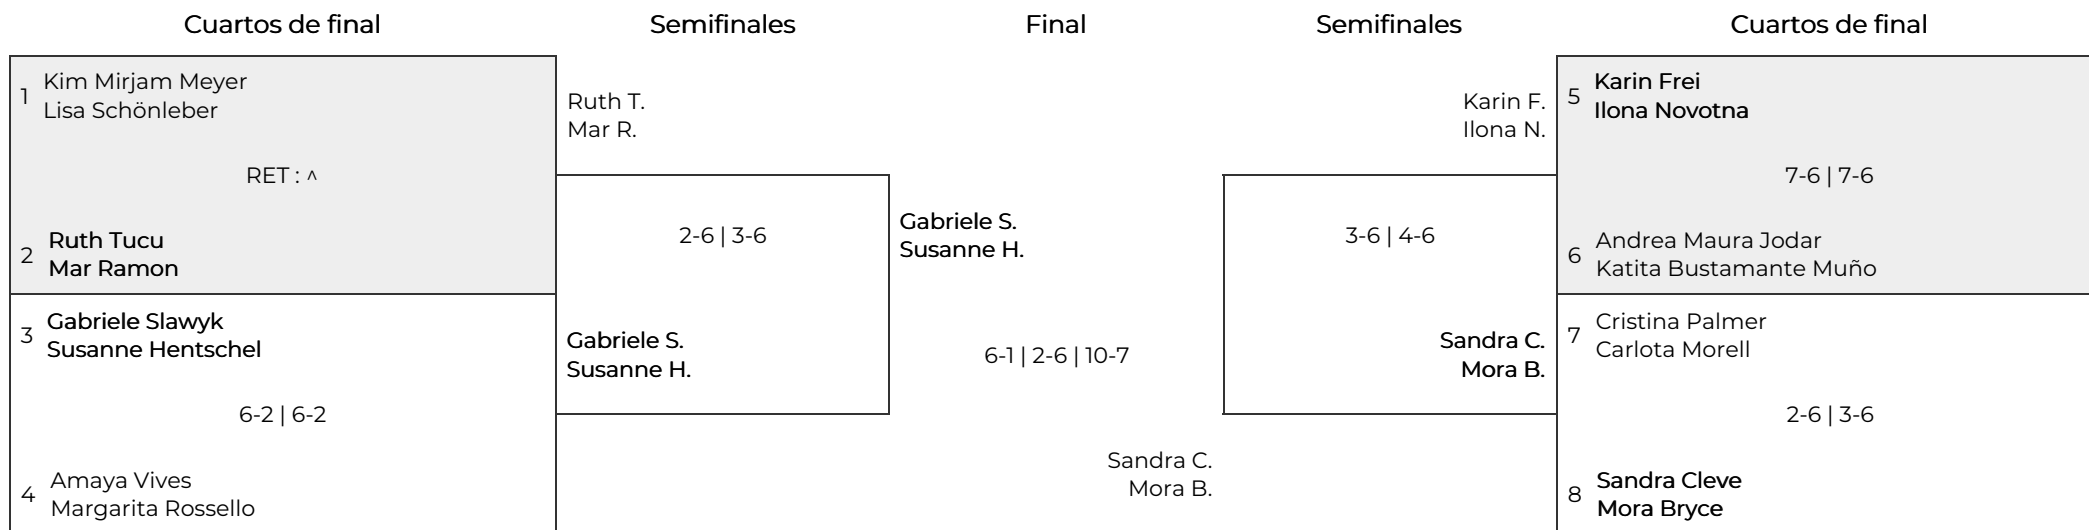 Cuartos de final
Semifinales
Final
Semifinales
Cuartos de final
1
Kim Mirjam Meyer
Lisa Schönleber
RET : ^
2
Ruth Tucu
Mar Ramon
3
Gabriele Slawyk
Susanne Hentschel
6-2 | 6-2
4
Amaya Vives
Margarita Rossello
Ruth T.
Mar R.
2-6 | 3-6
Gabriele S.
Susanne H.
Gabriele S.
Susanne H.
6-1 | 2-6 | 10-7
Sandra C.
Mora B.
Karin F.
Ilona N.
3-6 | 4-6
Sandra C.
Mora B.
5
Karin Frei
Ilona Novotna
7-6 | 7-6
6
Andrea Maura Jodar
Katita Bustamante Muño
7
Cristina Palmer
Carlota Morell
2-6 | 3-6
8
Sandra Cleve
Mora Bryce